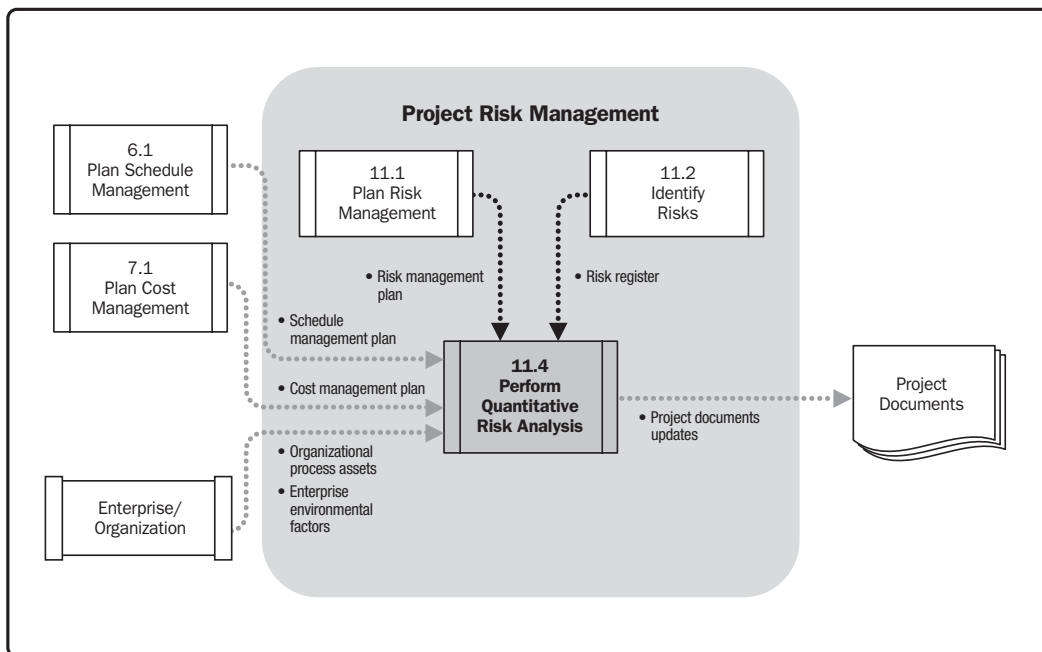 Project Risk Management
6.1
Plan Schedule
Management
11.1
Plan Risk
Management
11.2
Identify
Risks
7.1
Plan Cost
Management
• Risk management
plan
• Risk register
• Schedule
management plan
• Cost management plan
11.4
Perform
Quantitative
Risk Analysis
• Project documents
updates
Project
Documents
• Organizational
process assets
• Enterprise
environmental
factors
Enterprise/
Organization